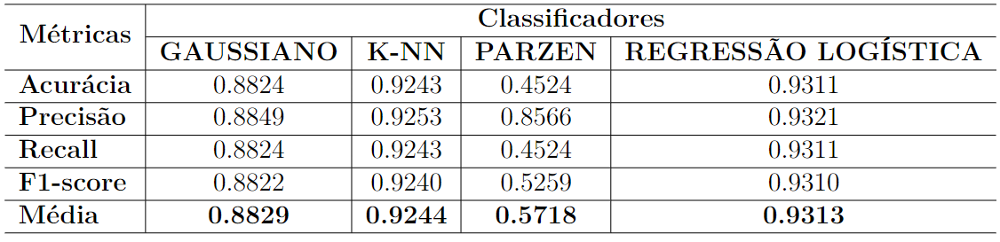 Métricas Classificadores
GAUSSIANO K-NN PARZEN REGRESSÃO LOGÍSTICA
Acurácia 0.8824 0.9243 0.4524 0.9311
Precisão 0.8849 0.9253 0.8566 0.9321
Recall 0.8824 0.9243 0.4524 0.9311
F1-score 0.8822 0.9240 0.5259 0.9310
Média 0.8829 0.9244 0.5718 0.9313